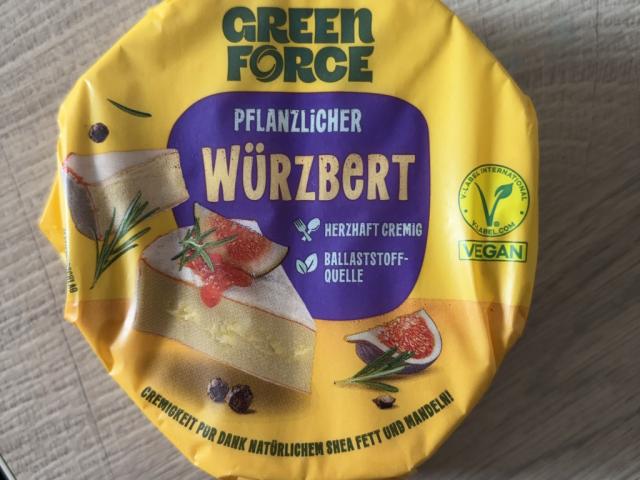 GREEN
FORCE
PFLANZLICHER
WÜRZBERT
HERZHAFT CREMIG
BALLASTSTOFF-
QUELLE
V-LABEL INTERNATIONAL
V-LABEL.COM
VEGAN
CREMIGKEIT PUR DANK NATÜRLICHEM SHEA FETT UND MANDELN!